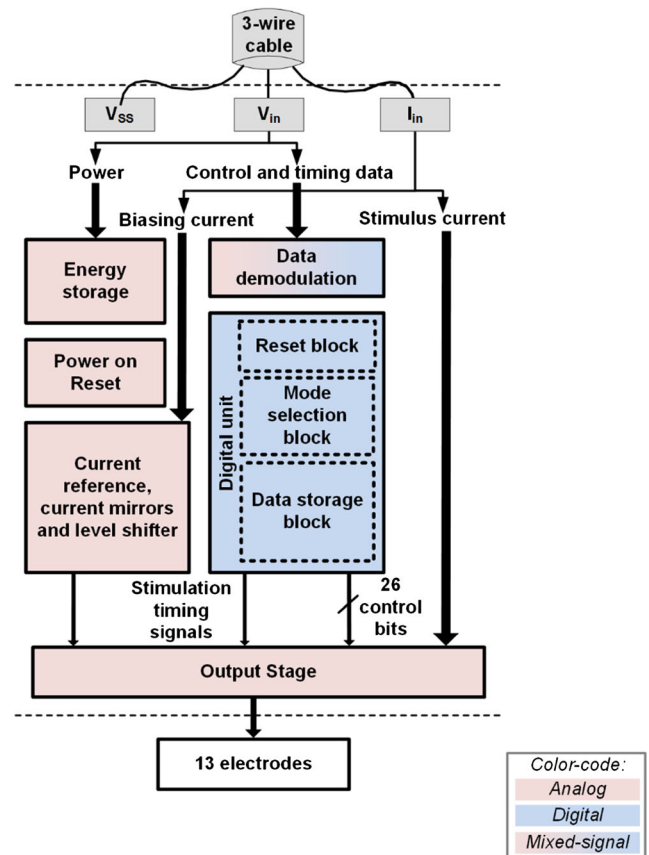 3-wire
cable
VSS
Vin
Iin
Power
Control and timing data
Biasing current
Stimulus current
Energy
storage
Data
demodulation
Power on
Reset
Digital unit
Reset block
Mode
selection
block
Data storage
block
Current
reference,
current mirrors
and level shifter
Stimulation
timing
signals
26
control
bits
Output Stage
13 electrodes
Color-code:
Analog
Digital
Mixed-signal